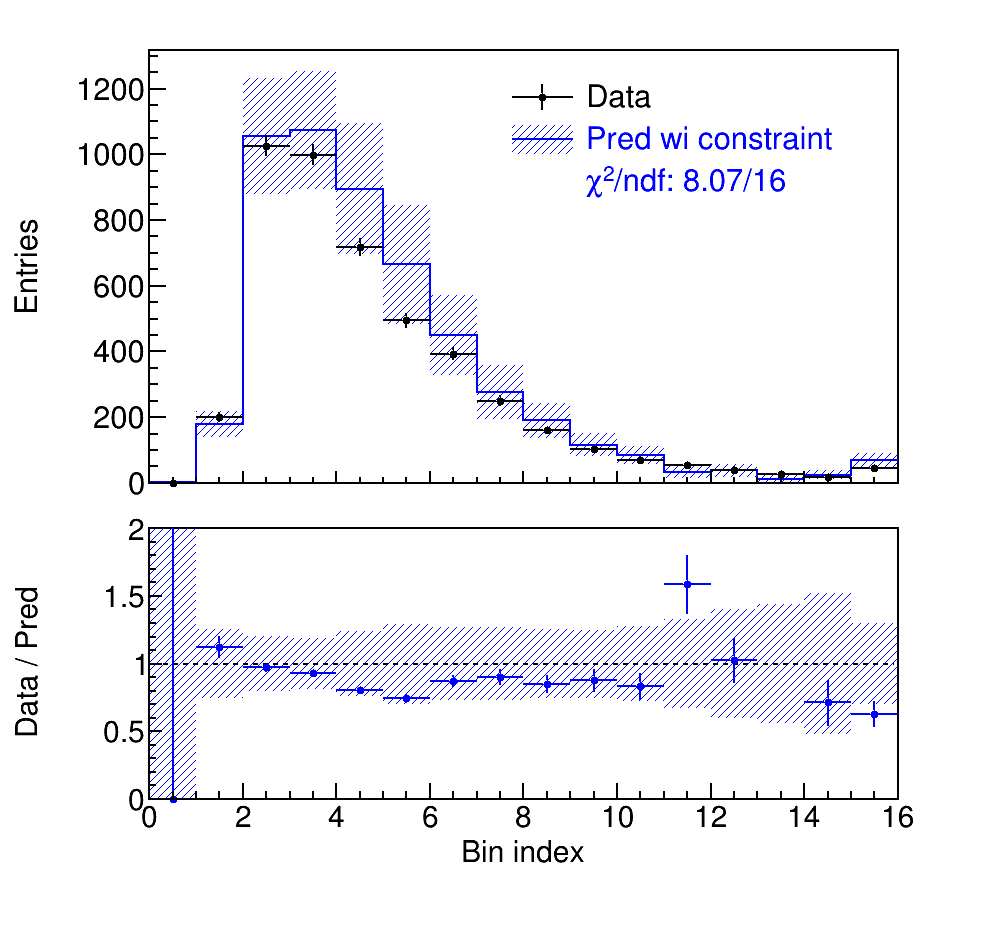 1200
1000
800
600
400
200
0
Entries
Data
Pred wi constraint
χ²/ndf: 8.07/16
2
1.5
1
0.5
0
Data / Pred
0 2 4 6 8 10 12 14 16
Bin index